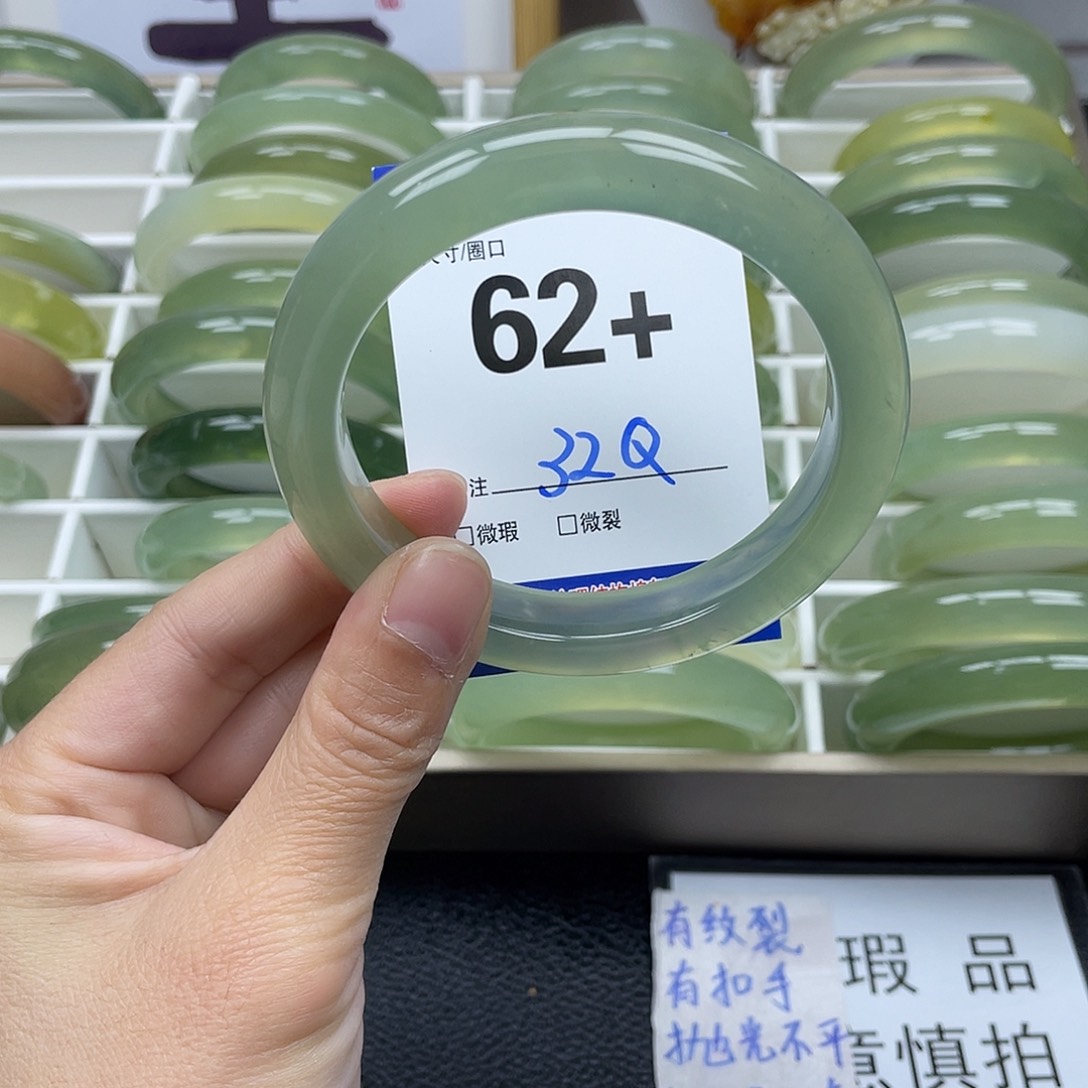 寸/圈口
62+
注 32Q
□微瑕 □微裂
有纹裂
有扣手
抛光不平
瑕 品
慎拍